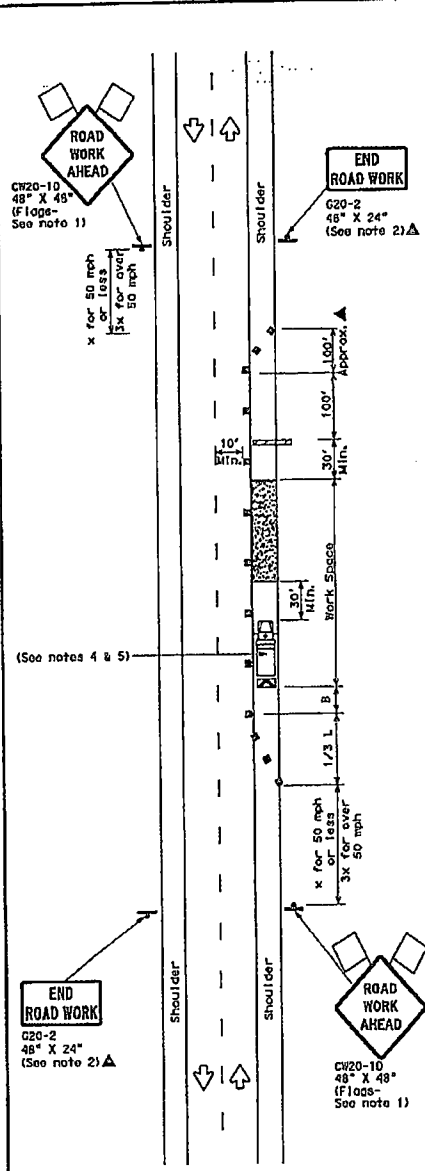 ROAD
WORK
AHEAD
CW20-10
48" X 48"
(Flags-
See note 1)
x for 50 mph
or less
3x for over
50 mph
Shoulder
Shoulder
END
ROAD WORK
G20-2
48" X 24"
(See note 2)
100'
Approx.
100'
30'
Min.
10'
Min.
Work Space
30'
Min.
(See notes 4 & 5)
B
1/3 L
x for 50 mph
or less
3x for over
50 mph
END
ROAD WORK
G20-2
48" X 24"
(See note 2)
Shoulder
Shoulder
ROAD
WORK
AHEAD
CW20-10
48" X 48"
(Flags-
See note 1)